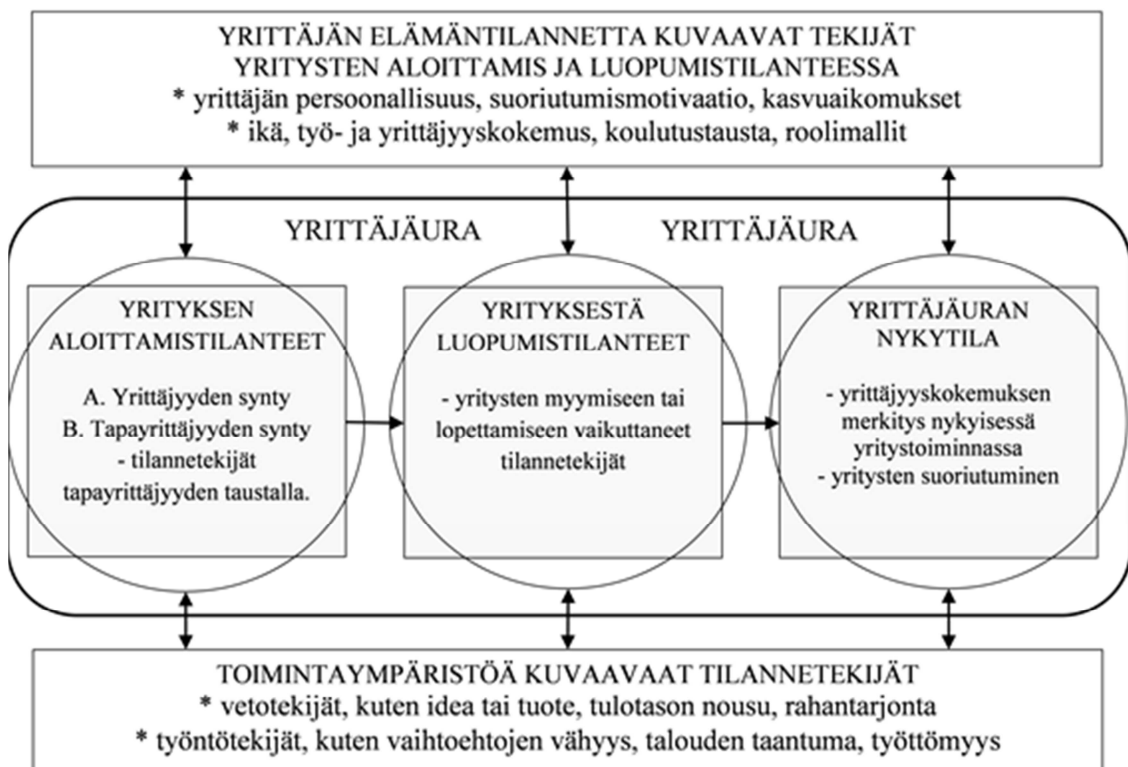 YRITTÄJÄN ELÄMÄNTILANNETTA KUVAAVAT TEKIJÄT
YRITYSTEN ALOITTAMIS JA LUOPUMISTILANTEESSA
* yrittäjän persoonallisuus, suoriutumismotivaatio, kasvuaikomukset
* ikä, työ- ja yrittäjyyskokemus, koulutustausta, roolimallit
YRITTÄJÄURA YRITTÄJÄURA
YRITYKSEN
ALOITTAMISTILANTEET
A. Yrittäjyyden synty
B. Tapayrittäjyyden synty
- tilannetekijät
tapayrittäjyyden taustalla.
YRITYKSESTÄ
LUOPUMISTILANTEET
- yritysten myymiseen tai
lopettamiseen vaikuttaneet
tilannetekijät
YRITTÄJÄURAN
NYKYTILA
- yrittäjyyskokemuksen
merkitys nykyisessä
yritystoiminnassa
- yritysten suoriutuminen
TOIMINTAYMPÄRISTÖÄ KUVAAVAAT TILANNETEKIJÄT
* vetotekijät, kuten idea tai tuote, tulotason nousu, rahantarjonta
* työntötekijät, kuten vaihtoehtojen vähyys, talouden taantuma, työttömyys